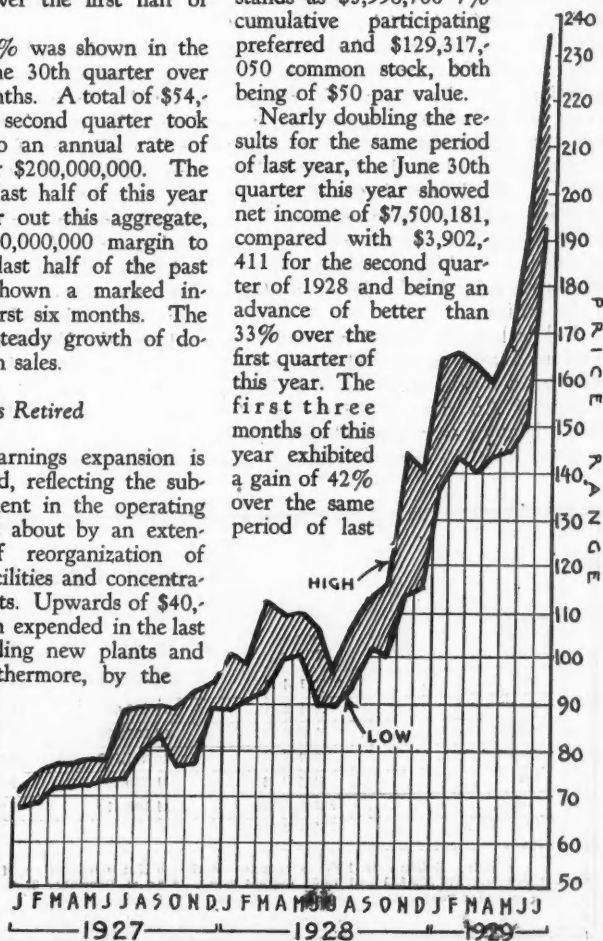 ver the first half of
% was shown in the
ne 30th quarter over
nths. A total of $54,-
second quarter took
o an annual rate of
$200,000,000. The
ast half of this year
r out this aggregate,
0,000,000 margin to
last half of the past
hown a marked in-
rst six months. The
teady growth of do-
n sales.
s Retired
arnings expansion is
d, reflecting the sub-
ent in the operating
about by an exten-
f reorganization of
cilities and concentra-
ts. Upwards of $40,-
n expended in the last
ding new plants and
thermore, by the
stands as 7%
cumulative participating
preferred and $129,317,-
050 common stock, both
being of $50 par value.
Nearly doubling the re-
sults for the same period
of last year, the June 30th
quarter this year showed
net income of $7,500,181,
compared with $3,902,-
411 for the second quar-
ter of 1928 and being an
advance of better than
33% over the
first quarter of
this year. The
first three
months of this
year exhibited
a gain of 42%
over the same
period of last
HIGH
LOW
240
230
220
210
200
190
180
170
160
150
140
130
120
110
100
90
80
70
60
50
PRICE RANGE
J F M A M J J A S O N D J F M A M J J A S O N D J F M A M J J
1927 1928 1929